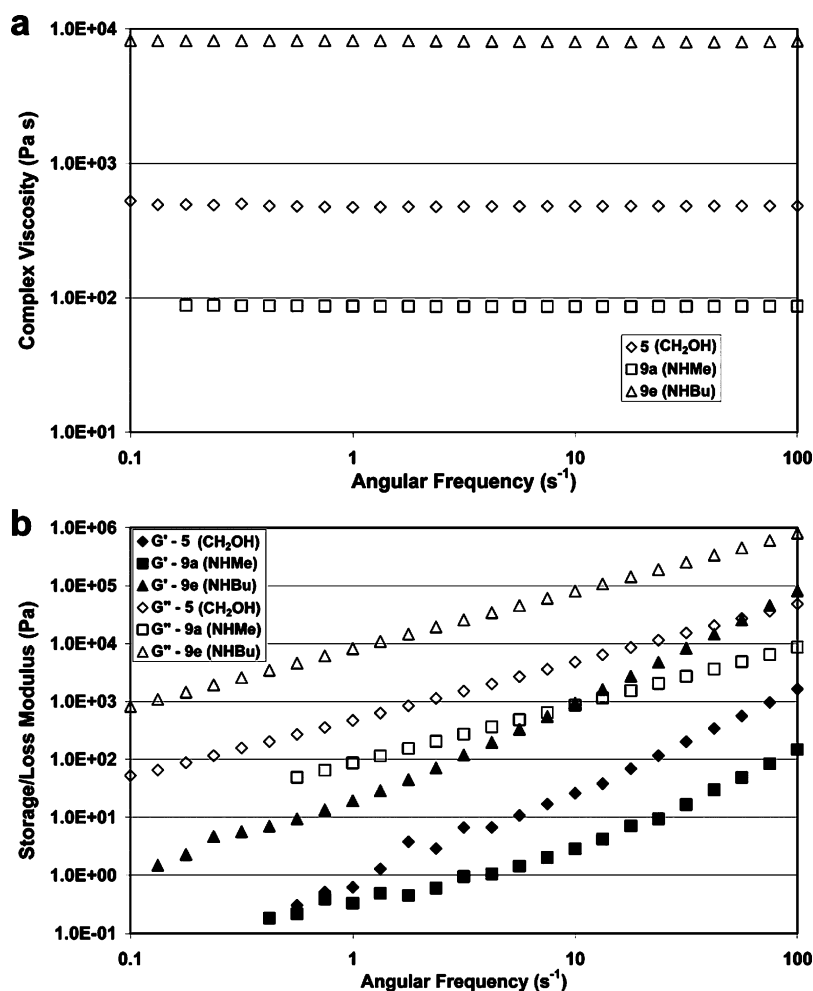 a
1.0E+04
1.0E+03
1.0E+02
1.0E+01
Complex Viscosity (Pa s)
5 (CH₂OH)
9a (NHMe)
9e (NHBu)
0.1 1 10 100
Angular Frequency (s⁻¹)
b
1.0E+06
1.0E+05
1.0E+04
1.0E+03
1.0E+02
1.0E+01
1.0E+00
1.0E-01
Storage/Loss Modulus (Pa)
G' - 5 (CH₂OH)
G' - 9a (NHMe)
G' - 9e (NHBu)
G" - 5 (CH₂OH)
G" - 9a (NHMe)
G" - 9e (NHBu)
0.1 1 10 100
Angular Frequency (s⁻¹)